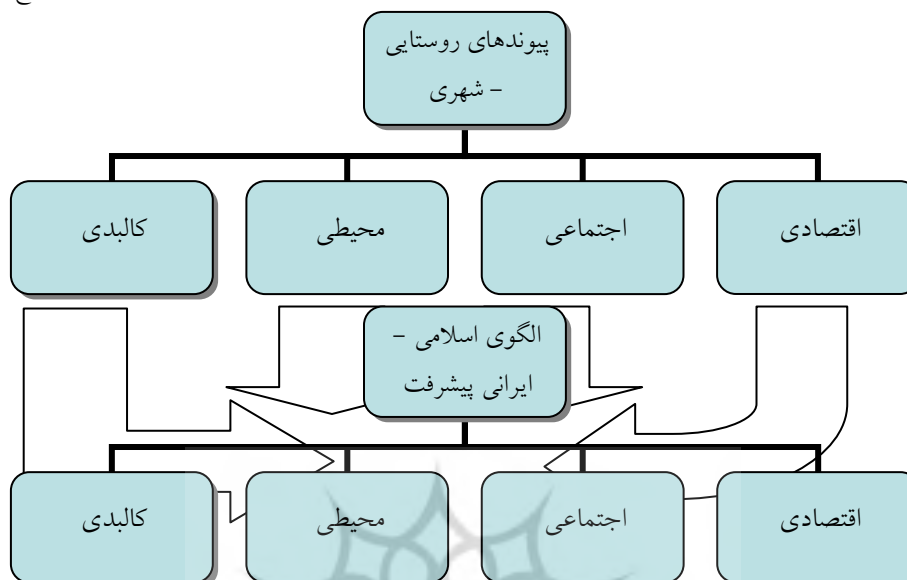 پیوندهای روستایی
- شهری
اقتصادی
اجتماعی
محیطی
کالبدی
الگوی اسلامی -
ایرانی پیشرفت
اقتصادی
اجتماعی
محیطی
کالبدی